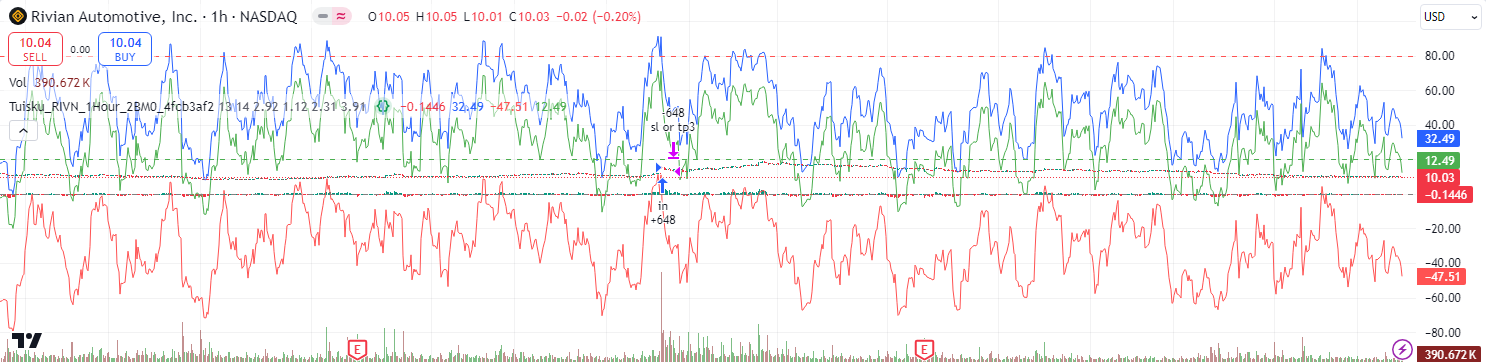 Rivian Automotive, Inc. · 1h · NASDAQ O10.05 H10.05 L10.01 C10.03 −0.02 (−0.20%)
USD
10.04
SELL
0.00
10.04
BUY
Vol 390.672 K
Tuisku_RIVN_1Hour_2BM0_4fcb3af2 13 14 2.92 1.12 2.31 3.91 {} −0.1446 32.49 −47.51 12.49
-648
sl or tp3
in
+648
80.00
60.00
40.00
32.49
12.49
10.03
−0.1446
−20.00
−40.00
−47.51
−60.00
−80.00
390.672 K
E
E